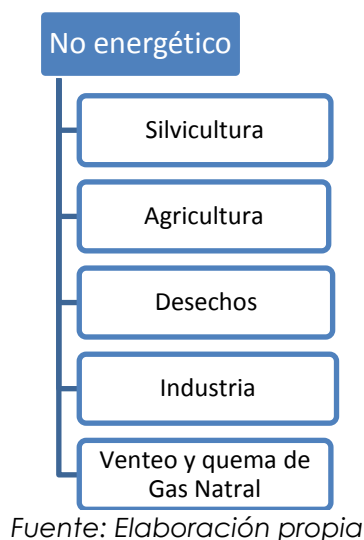 No energético
Silvicultura
Agricultura
Desechos
Industria
Venteo y quema de
Gas Natral
Fuente: Elaboración propia